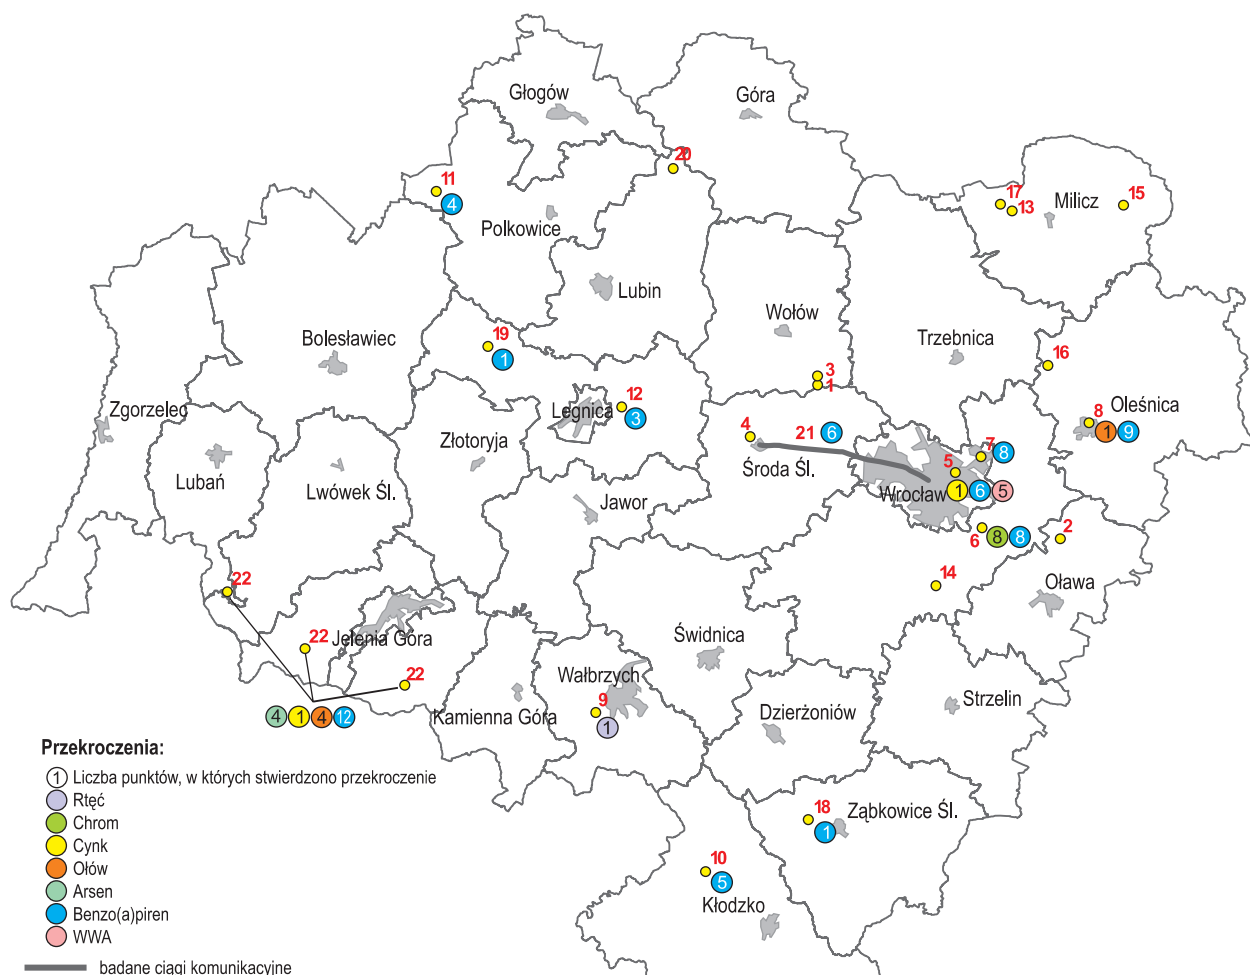 Głogów
Góra
20
11
4
Polkowice
17
13
Milicz
15
Lubin
Wołów
Bolesławiec
19
1
Trzebnica
16
3
1
12
3
Legnica
Zgorzelec
Złotoryja
8
Oleśnica
1
9
4
21
6
Środa Śl.
7
8
5
Wrocław
1
6
5
Lubań
Lwówek Śl.
Jawor
6
8
8
2
22
14
Oława
22
Jelenia Góra
Świdnica
22
Wałbrzych
9
1
Kamienna Góra
Strzelin
Dzierżoniów
4
1
4
12
Przekroczenia:
1 Liczba punktów, w których stwierdzono przekroczenie
Rtęć
Chrom
Cynk
Ołów
Arsen
Benzo(a)piren
WWA
badane ciągi komunikacyjne
18
1
Ząbkowice Śl.
10
5
Kłodzko